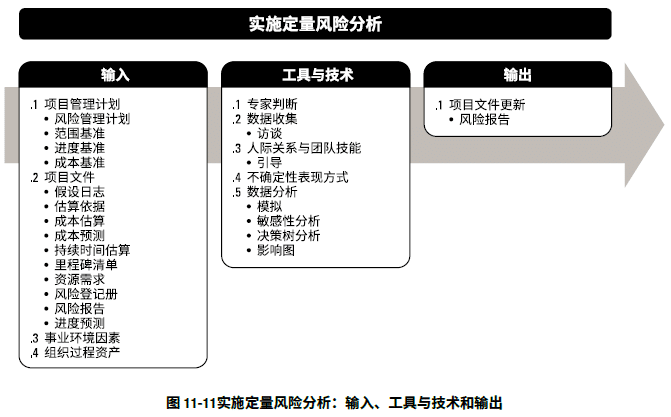 实施定量风险分析
输入
.1 项目管理计划
• 风险管理计划
• 范围基准
• 进度基准
• 成本基准
.2 项目文件
• 假设日志
• 估算依据
• 成本估算
• 成本预测
• 持续时间估算
• 里程碑清单
• 资源需求
• 风险登记册
• 风险报告
• 进度预测
.3 事业环境因素
.4 组织过程资产
工具与技术
.1 专家判断
.2 数据收集
• 访谈
.3 人际关系与团队技能
• 引导
.4 不确定性表现方式
.5 数据分析
• 模拟
• 敏感性分析
• 决策树分析
• 影响图
输出
.1 项目文件更新
• 风险报告
图 11-11实施定量风险分析：输入、工具与技术和输出